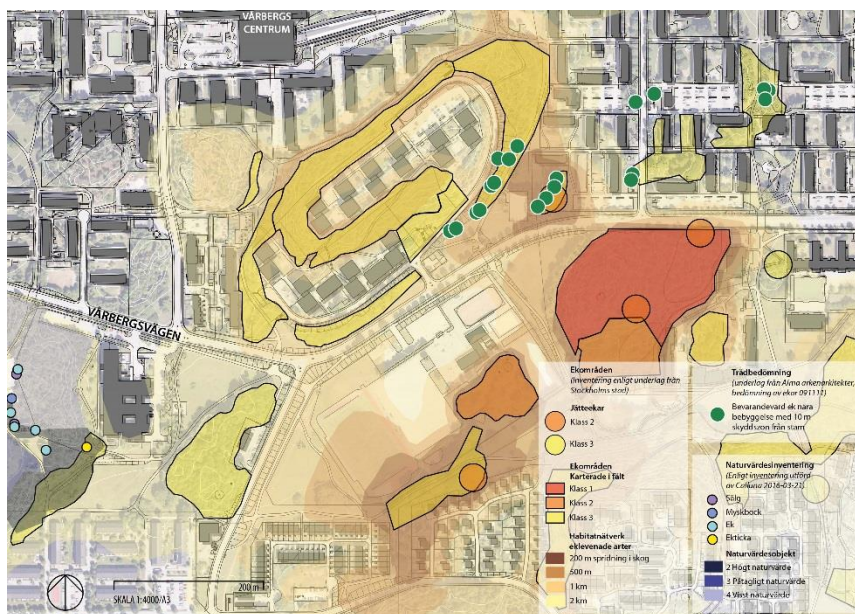 VÅRBERGS
CENTRUM
VÅRBERGSVÄGEN
200 m
SKALA 1:4000/A3
Ekområden
(Inventering enligt underlag från
Stockholms stad)
Jätteekar
Klass 2
Klass 3
Ekområden
Karterade i fält
Klass 1
Klass 2
Klass 3
Habitatnätverk
eklevenade arter
200 m spridning i skog
500 m
1 km
2 km
Trädbedömning
(underlag från Alma arkenarkitekter,
bedömning av ekar 091111)
Bevarandevärd ek nära
bebyggelse med 10 m
skyddszon från stam
Naturvärdesinventering
(Enligt inventering utförd
av Calluna 2016-03-21)
Sälg
Myskbock
Ek
Ekticka
Naturvärdesobjekt
2 Högt naturvärde
3 Påtagligt naturvärde
4 Visst naturvärde